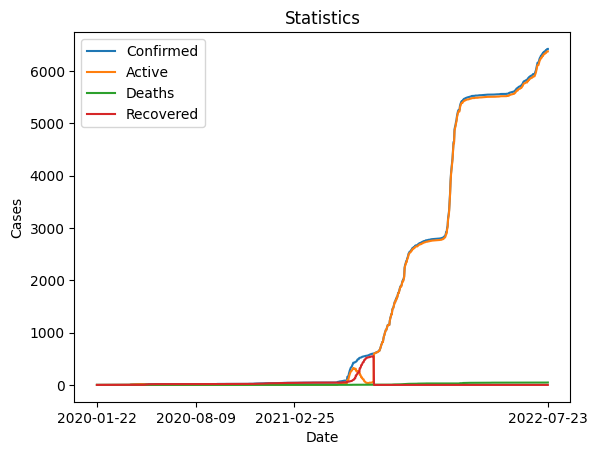 Statistics
Confirmed
Active
Deaths
Recovered
6000
5000
4000
3000
2000
1000
0
Cases
2020-01-22
2020-08-09
2021-02-25
2022-07-23
Date